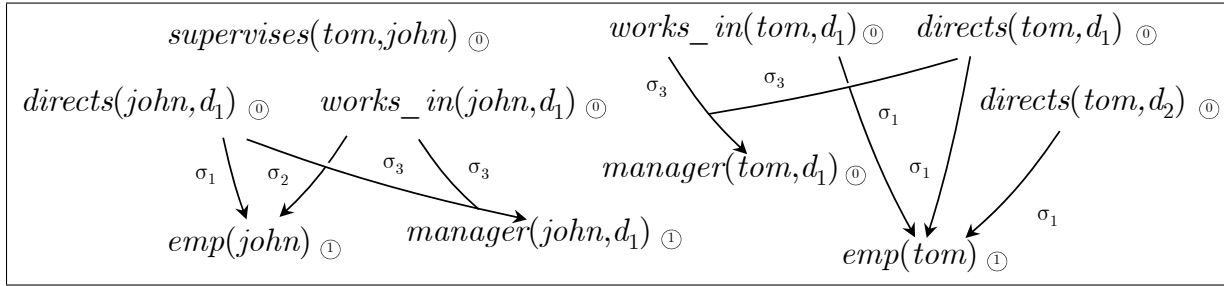 supervises(tom,john) ⓪
works_in(tom,d₁) ⓪ directs(tom,d₁) ⓪
directs(john,d₁) ⓪ works_in(john,d₁) ⓪ directs(tom,d₂) ⓪
σ₃ σ₃
σ₁
σ₁ σ₂ σ₃ σ₃ manager(tom,d₁) ⓪ σ₁
σ₁
emp(john) ① manager(john,d₁) ① emp(tom) ①